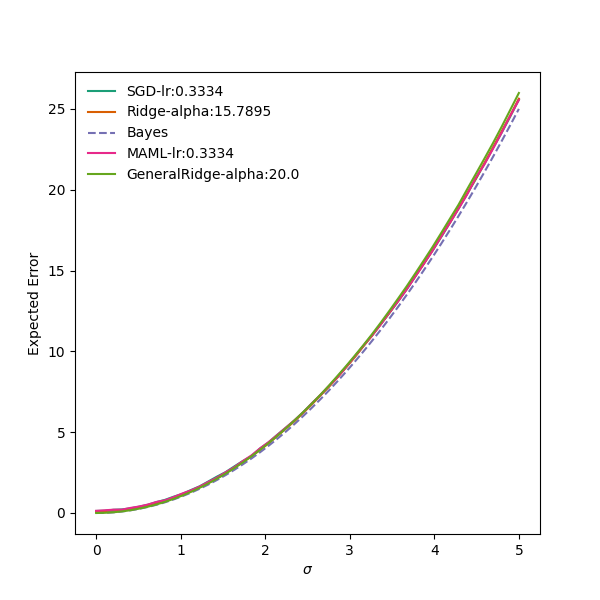 SGD-lr:0.3334
Ridge-alpha:15.7895
Bayes
MAML-lr:0.3334
GeneralRidge-alpha:20.0
Expected Error
25
20
15
10
5
0
0 1 2 3 4 5
σ